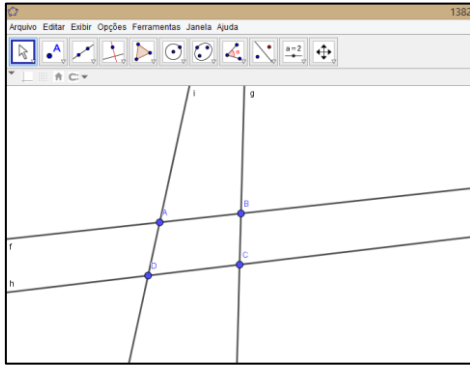 1382
Arquivo Editar Exibir Opções Ferramentas Janela Ajuda
A
a=2
i
g
A
B
f
D
C
h